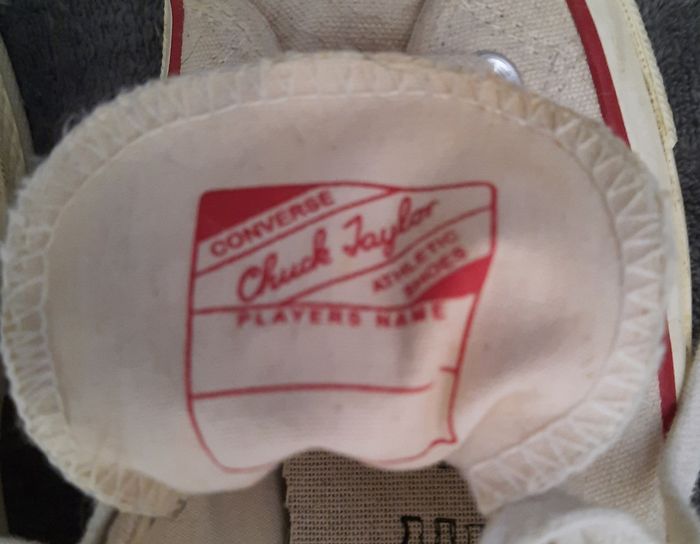 CONVERSE
Chuck Taylor
ATHLETIC
SHOES
PLAYERS NAME